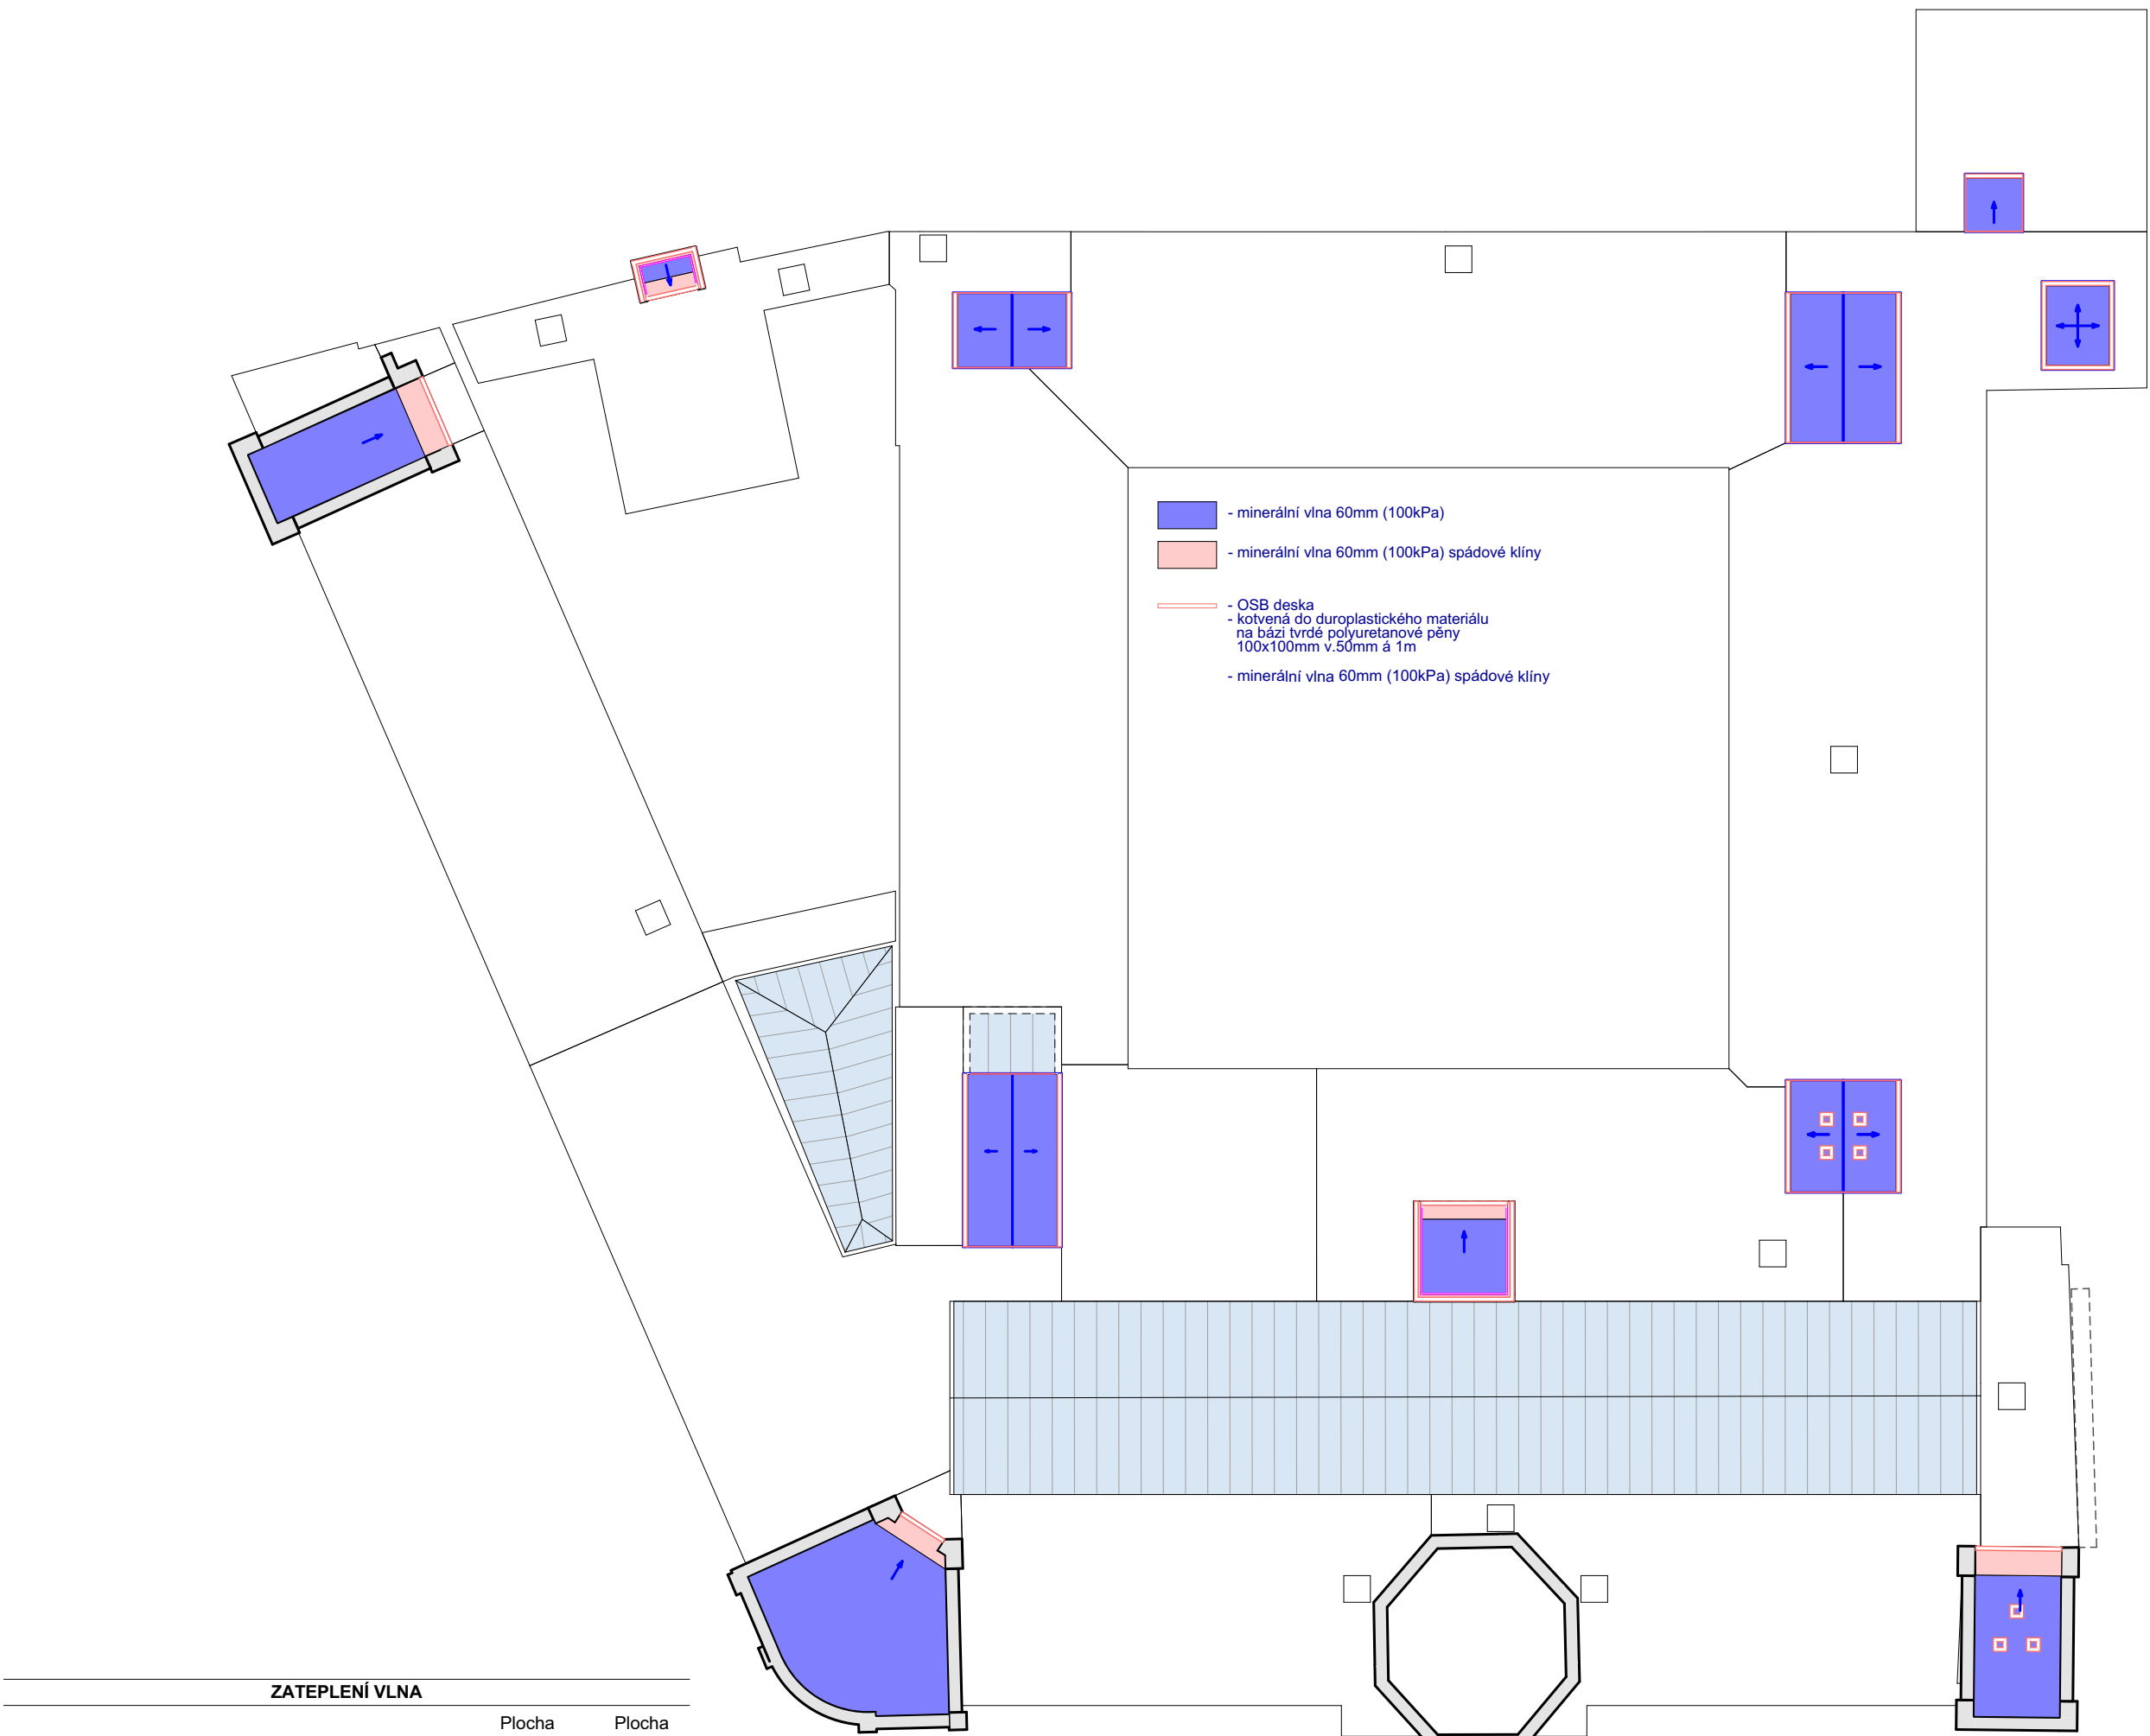 - minerální vlna 60mm (100kPa)
- minerální vlna 60mm (100kPa) spádové klíny
- OSB deska
- kotvená do duroplastického materiálu
na bázi tvrdé polyuretanové pěny
100x100mm v.50mm á 1m
- minerální vlna 60mm (100kPa) spádové klíny
ZATEPLENÍ VLNA
Plocha Plocha